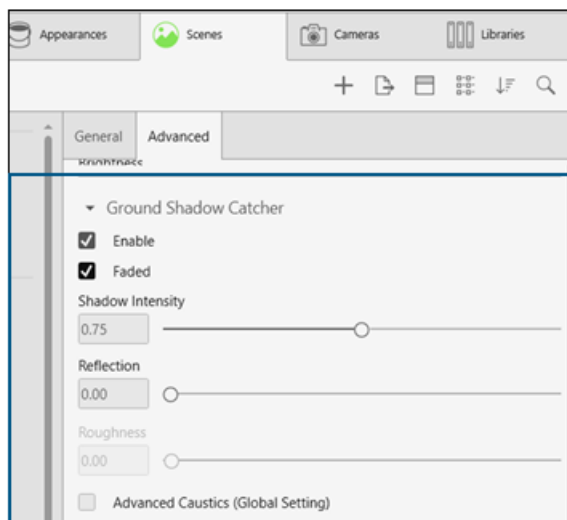 Appearances Scenes Cameras Libraries
General Advanced
Brightness
Ground Shadow Catcher
Enable
Faded
Shadow Intensity
0.75
Reflection
0.00
Roughness
0.00
Advanced Caustics (Global Setting)